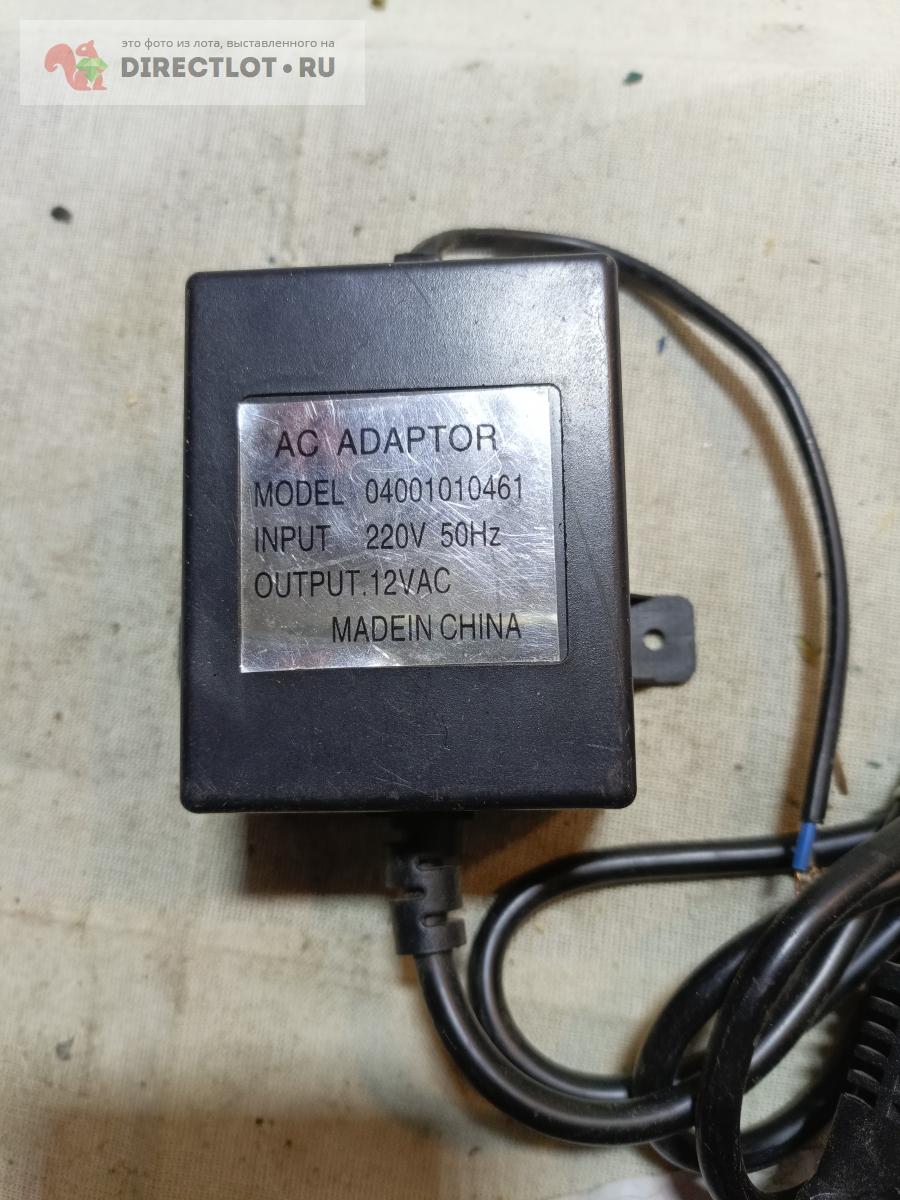 это фото из лота, выставленного на
DIRECTLOT•RU
AC ADAPTOR
MODEL 04001010461
INPUT 220V 50Hz
OUTPUT.12VAC
MADEIN CHINA